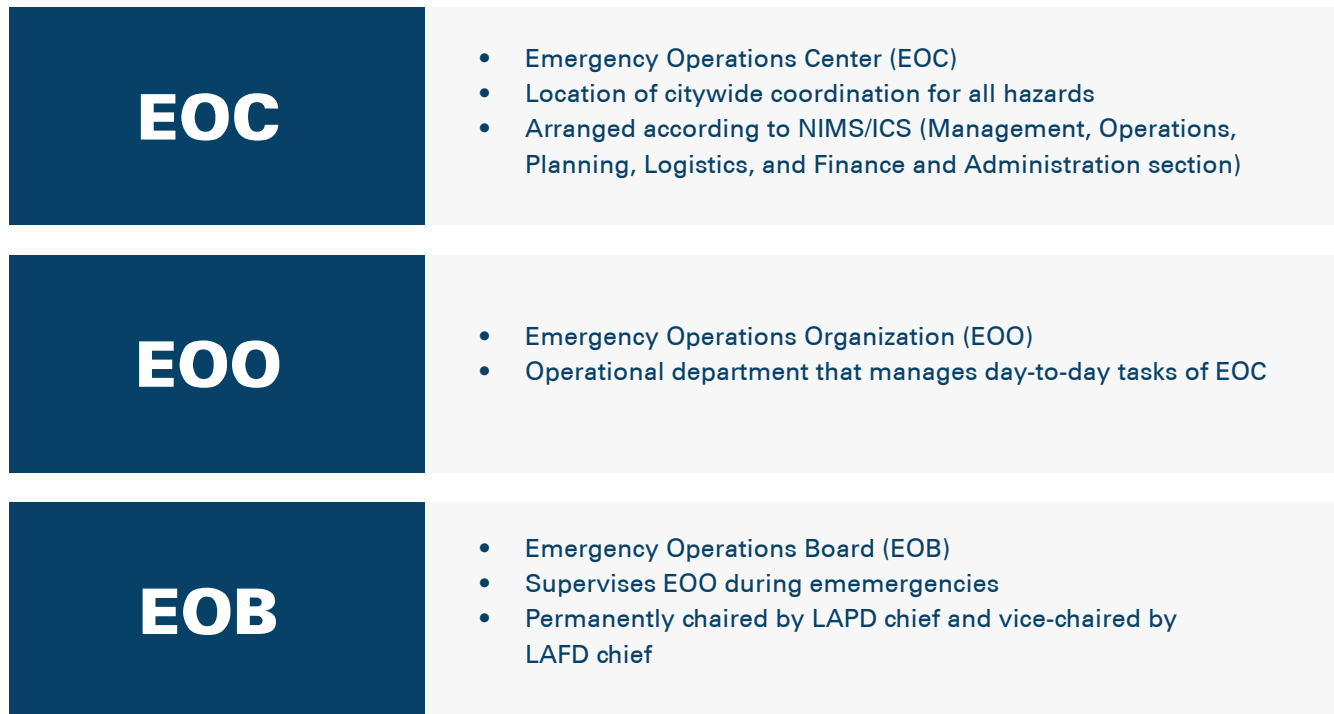 EOC
• Emergency Operations Center (EOC)
• Location of citywide coordination for all hazards
• Arranged according to NIMS/ICS (Management, Operations,
Planning, Logistics, and Finance and Administration section)
EOO
• Emergency Operations Organization (EOO)
• Operational department that manages day-to-day tasks of EOC
EOB
• Emergency Operations Board (EOB)
• Supervises EOO during ememergencies
• Permanently chaired by LAPD chief and vice-chaired by
LAFD chief